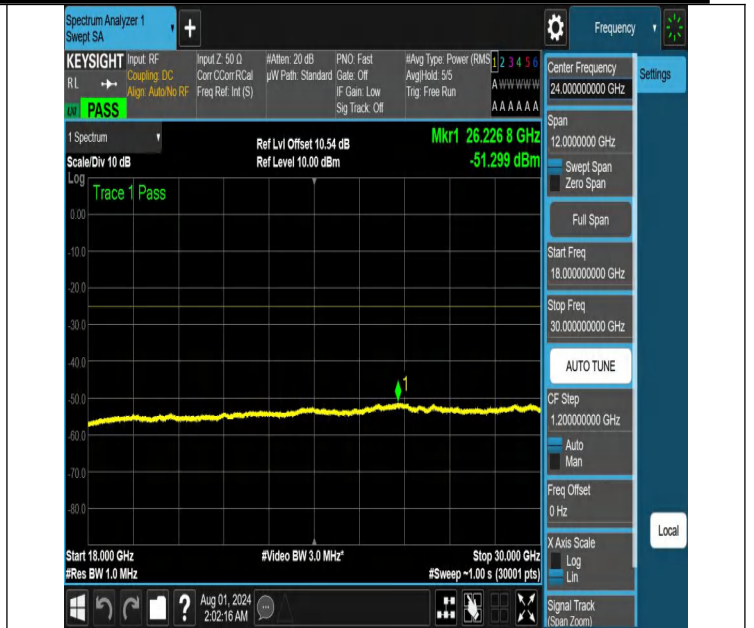 Spectrum Analyzer 1
Swept SA
+
Frequency
KEYSIGHT
RL
PASS
Input: RF
Coupling: DC
Align: Auto/No RF
Input Z: 50 Ω
Corr CCorr RCal
Freq Ref: Int (S)
#Atten: 20 dB
µW Path: Standard
PNO: Fast
Gate: Off
IF Gain: Low
Sig Track: Off
#Avg Type: Power (RMS
Avg|Hold: 5/5
Trig: Free Run
1 2 3 4 5 6
A W W W W W
A A A A A A
1 Spectrum
Scale/Div 10 dB
Ref Lvl Offset 10.54 dB
Ref Level 10.00 dBm
Mkr1 26.226 8 GHz
-51.299 dBm
Log
Trace 1 Pass
0.00
-10.0
-20.0
-30.0
-40.0
-50.0
-60.0
-70.0
-80.0
1
Start 18.000 GHz
#Res BW 1.0 MHz
#Video BW 3.0 MHz*
Stop 30.000 GHz
#Sweep ~1.00 s (30001 pts)
Center Frequency
24.000000000 GHz
Settings
Span
12.0000000 GHz
Swept Span
Zero Span
Full Span
Start Freq
18.000000000 GHz
Stop Freq
30.000000000 GHz
AUTO TUNE
CF Step
1.200000000 GHz
Auto
Man
Freq Offset
0 Hz
X Axis Scale
Log
Lin
Local
Signal Track
(Span Zoom)
?
Aug 01, 2024
2:02:16 AM